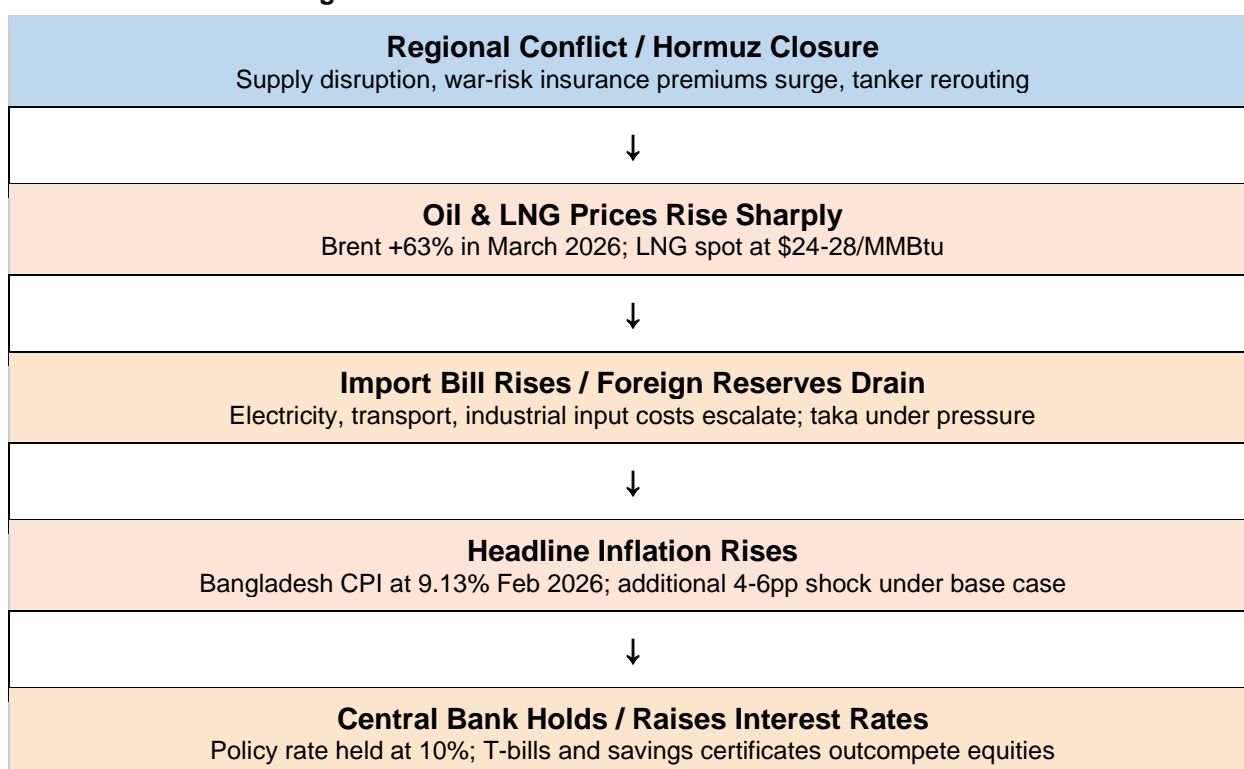 Regional Conflict / Hormuz Closure
Supply disruption, war-risk insurance premiums surge, tanker rerouting
↓
Oil & LNG Prices Rise Sharply
Brent +63% in March 2026; LNG spot at $24-28/MMBtu
↓
Import Bill Rises / Foreign Reserves Drain
Electricity, transport, industrial input costs escalate; taka under pressure
↓
Headline Inflation Rises
Bangladesh CPI at 9.13% Feb 2026; additional 4-6pp shock under base case
↓
Central Bank Holds / Raises Interest Rates
Policy rate held at 10%; T-bills and savings certificates outcompete equities